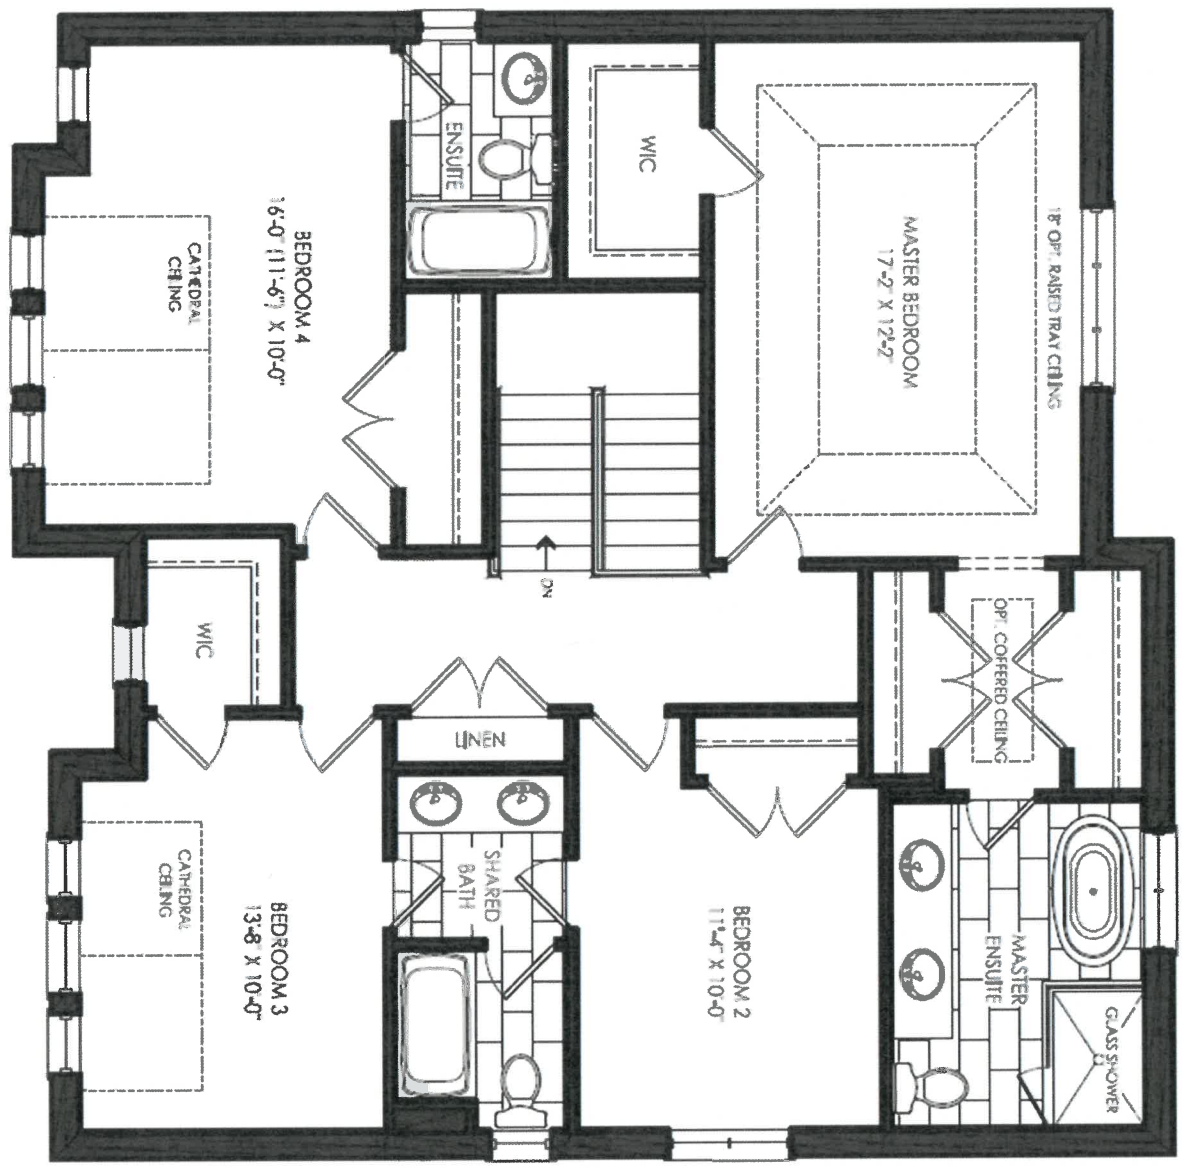 ENSUITE
WIC
MASTER BEDROOM
17'-2" X 12'-2"
18" OPT. RAISED TRAY CEILING
BEDROOM 4
16'-0" (11'-6") X 10'-0"
CATHEDRAL
CEILING
DN
WIC
OPT. COFFERED CEILING
LINEN
SHARED
BATH
CATHEDRAL
CEILING
BEDROOM 3
13'-8" X 10'-0"
BEDROOM 2
11'-4" X 10'-0"
MASTER
ENSUITE
GLASS SHOWER